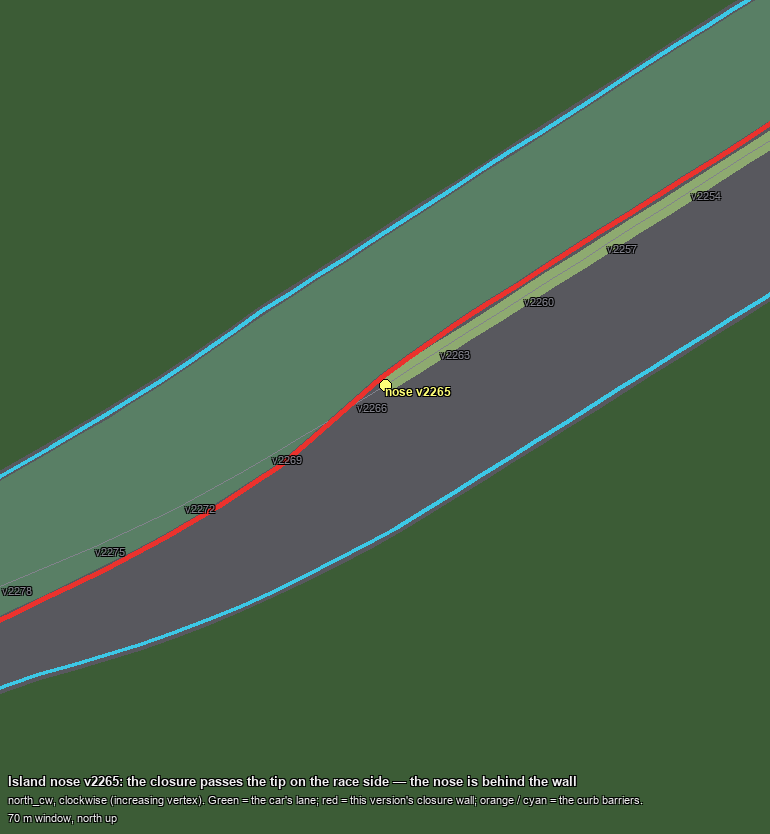 v2254
v2257
v2260
v2263
nose v2265
v2266
v2269
v2272
v2275
v2278
Island nose v2265: the closure passes the tip on the race side — the nose is behind the wall
north_cw, clockwise (increasing vertex). Green = the car's lane; red = this version's closure wall; orange / cyan = the curb barriers.
70 m window, north up